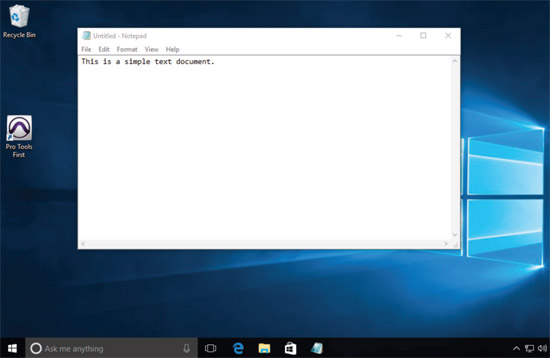 Recycle Bin
Untitled - Notepad
File Edit Format View Help
This is a simple text document.
Pro Tools
First
Ask me anything